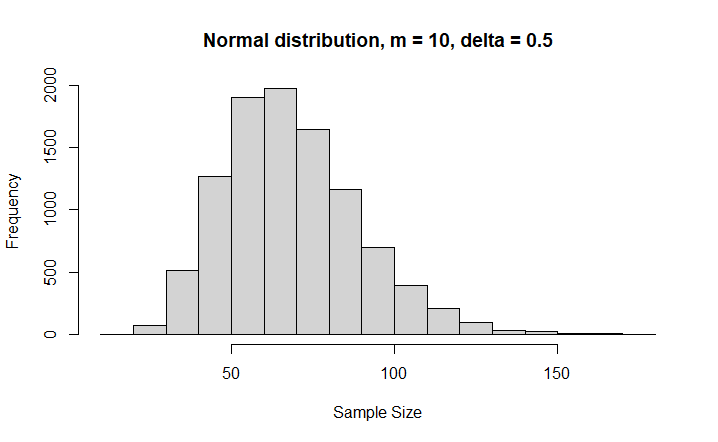 Normal distribution, m = 10, delta = 0.5
Frequency
2000
1500
1000
500
0
50 100 150
Sample Size